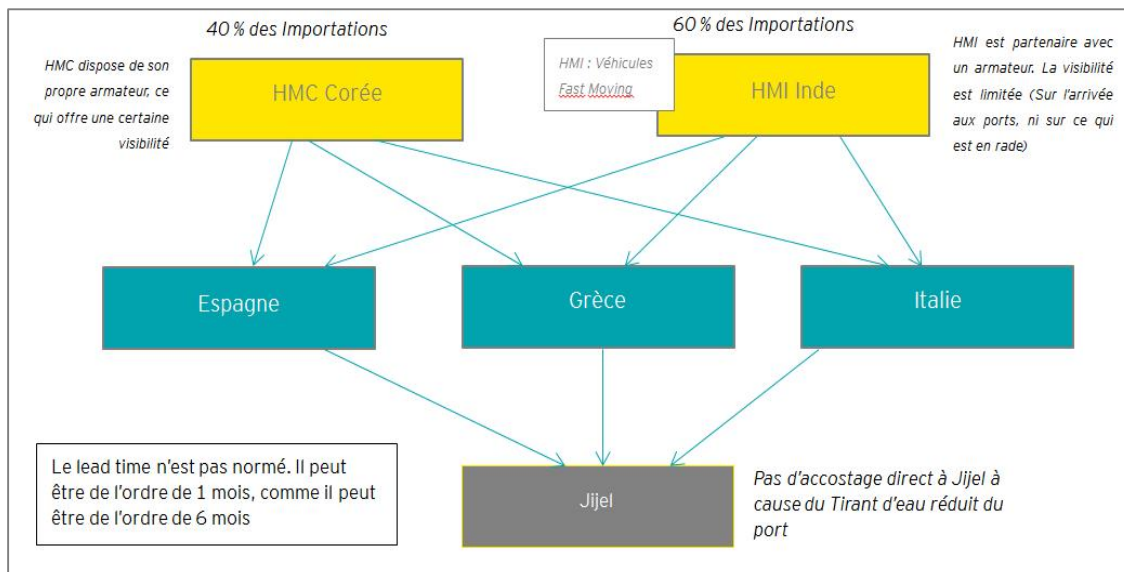 40 % des Importations
60 % des Importations
HMC dispose de son
propre armateur, ce
qui offre une certaine
visibilité
HMC Corée
HMI : Véhicules
Fast Moving
HMI Inde
HMI est partenaire avec
un armateur. La visibilité
est limitée (Sur l'arrivée
aux ports, ni sur ce qui
est en rade)
Espagne
Grèce
Italie
Le lead time n'est pas normé. Il peut
être de l'ordre de 1 mois, comme il peut
être de l'ordre de 6 mois
Jijel
Pas d'accostage direct à Jijel à
cause du Tirant d'eau réduit du
port